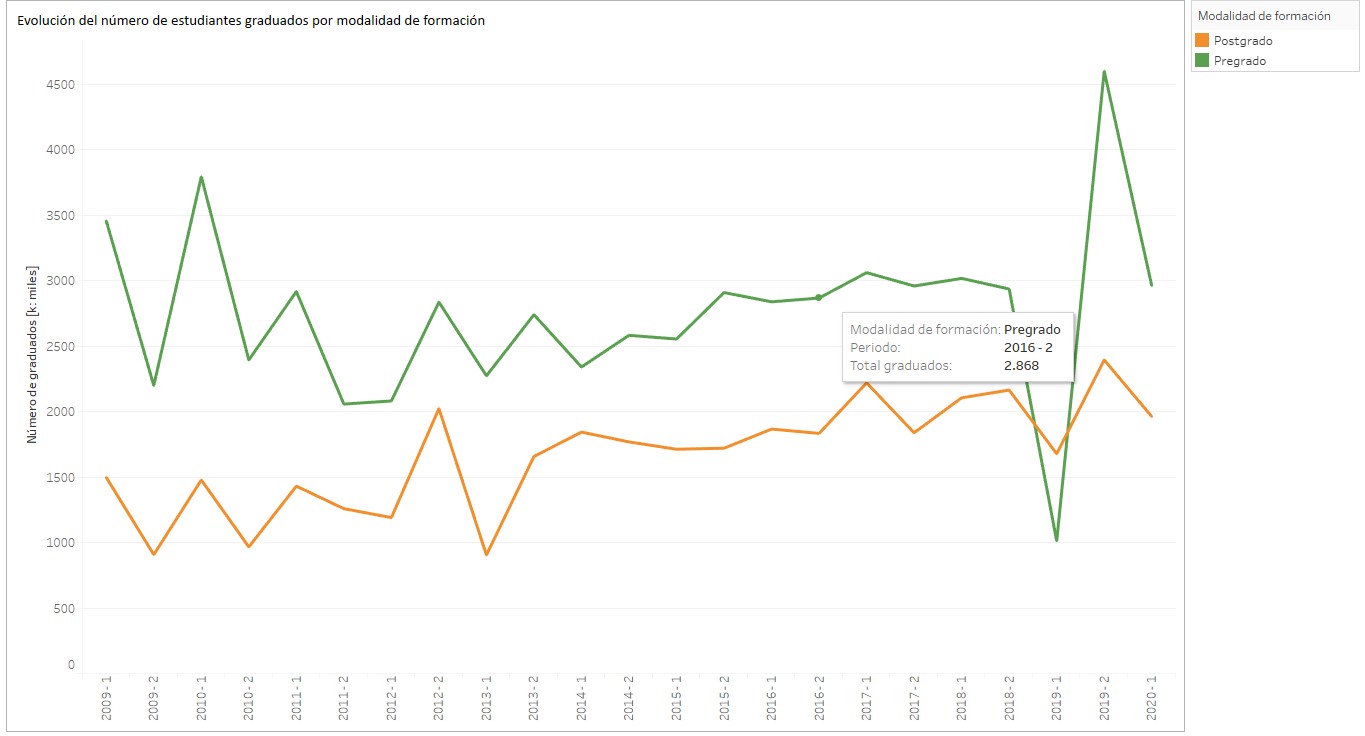 Evolución del número de estudiantes graduados por modalidad de formación
Modalidad de formación
Postgrado
Pregrado
Número de graduados [k: miles]
4500
4000
3500
3000
2500
2000
1500
1000
500
0
Modalidad de formación: Pregrado
Periodo: 2016 - 2
Total graduados: 2.868
2009 - 1
2009 - 2
2010 - 1
2010 - 2
2011 - 1
2011 - 2
2012 - 1
2012 - 2
2013 - 1
2013 - 2
2014 - 1
2014 - 2
2015 - 1
2015 - 2
2016 - 1
2016 - 2
2017 - 1
2017 - 2
2018 - 1
2018 - 2
2019 - 1
2019 - 2
2020 - 1